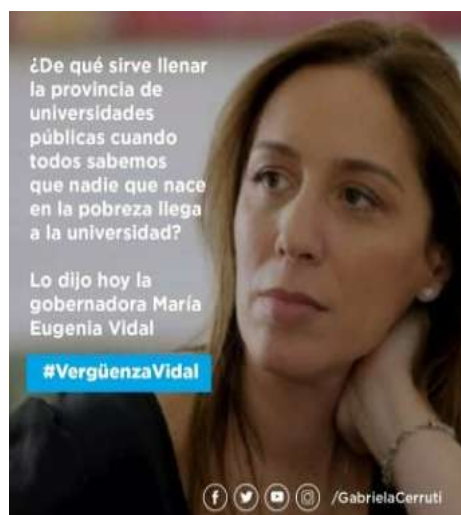 ¿De qué sirve llenar
la provincia de
universidades
públicas cuando
todos sabemos
que nadie que nace
en la pobreza llega
a la universidad?
Lo dijo hoy la
gobernadora María
Eugenia Vidal
#VergüenzaVidal
/GabrielaCerruti